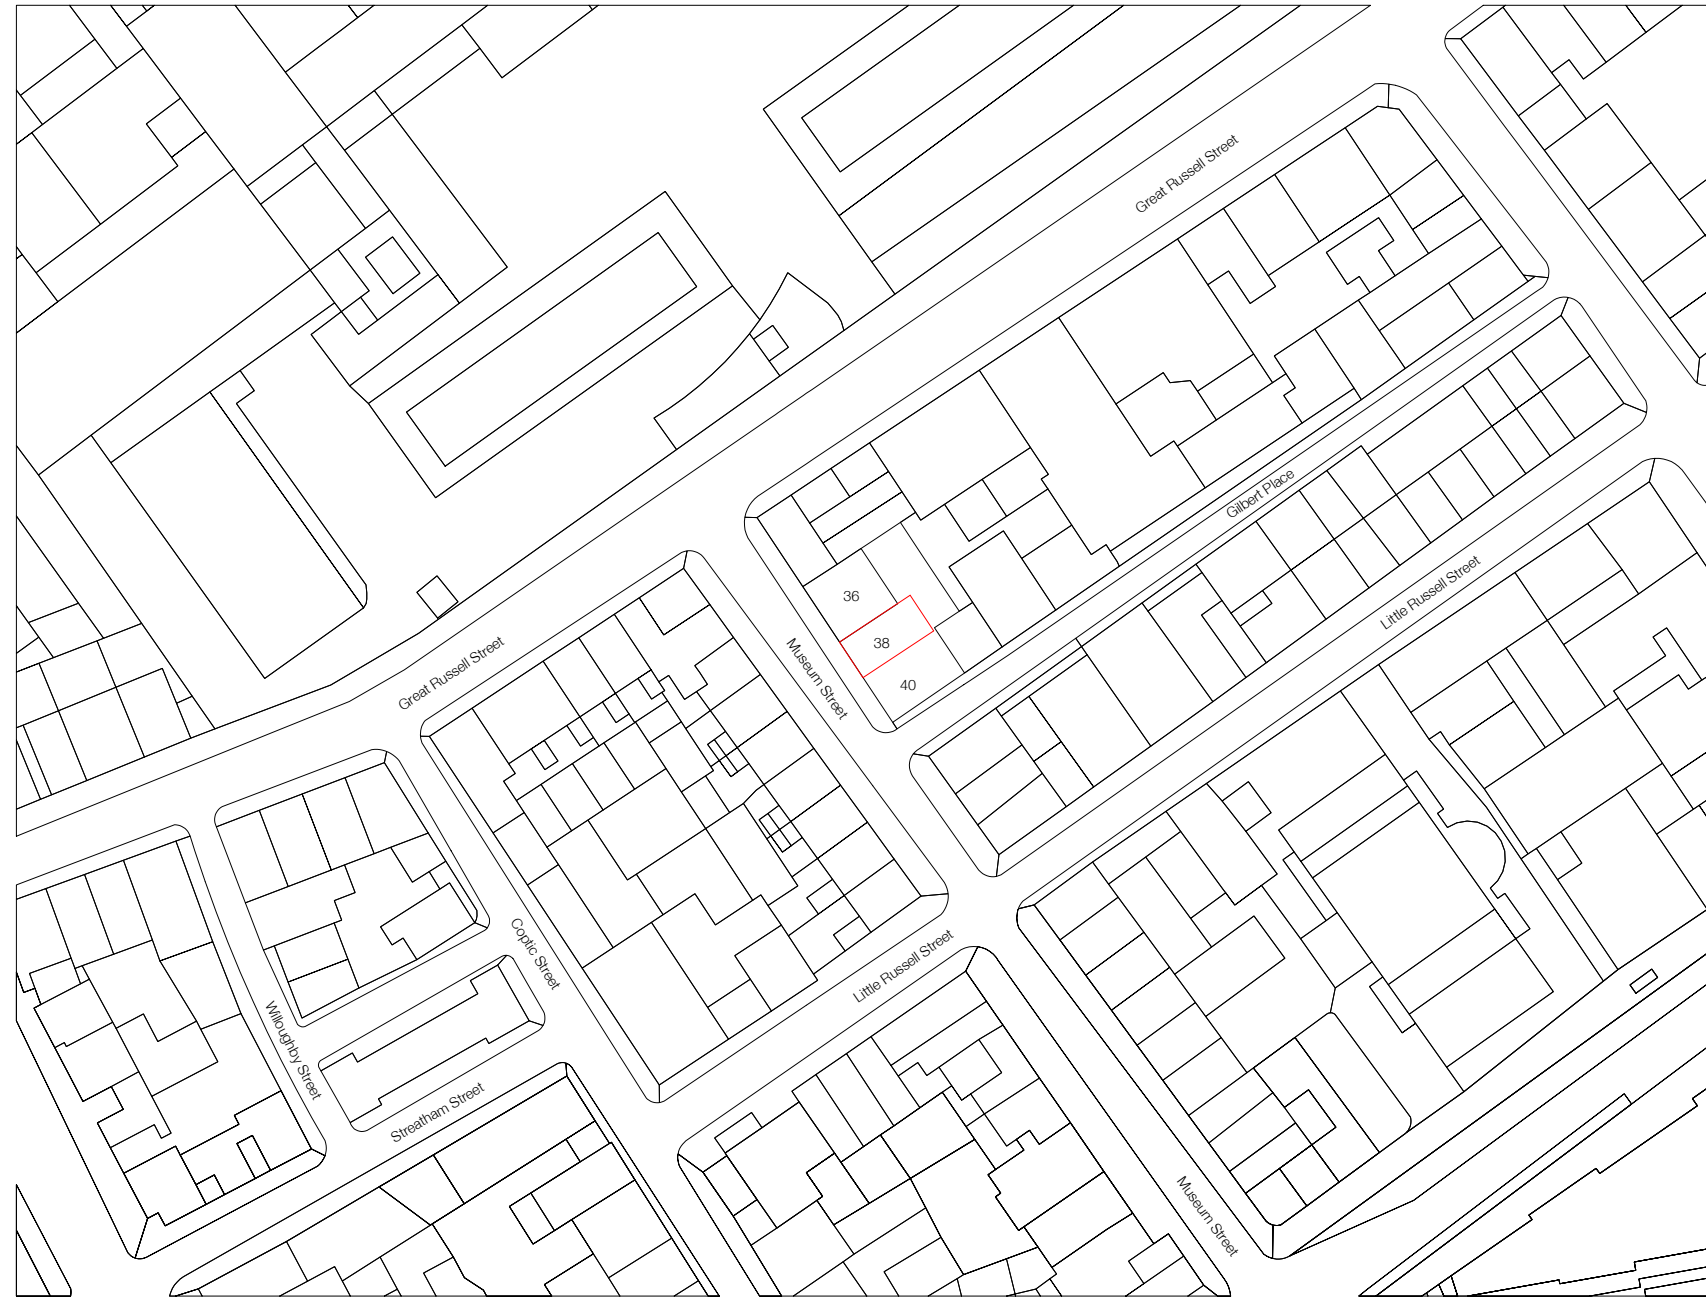 Great Russell Street
Gilbert Place
Little Russell Street
36
38
40
Museum Street
Great Russell Street
Coptic Street
Little Russell Street
Willoughby Street
Streatham Street
Museum Street